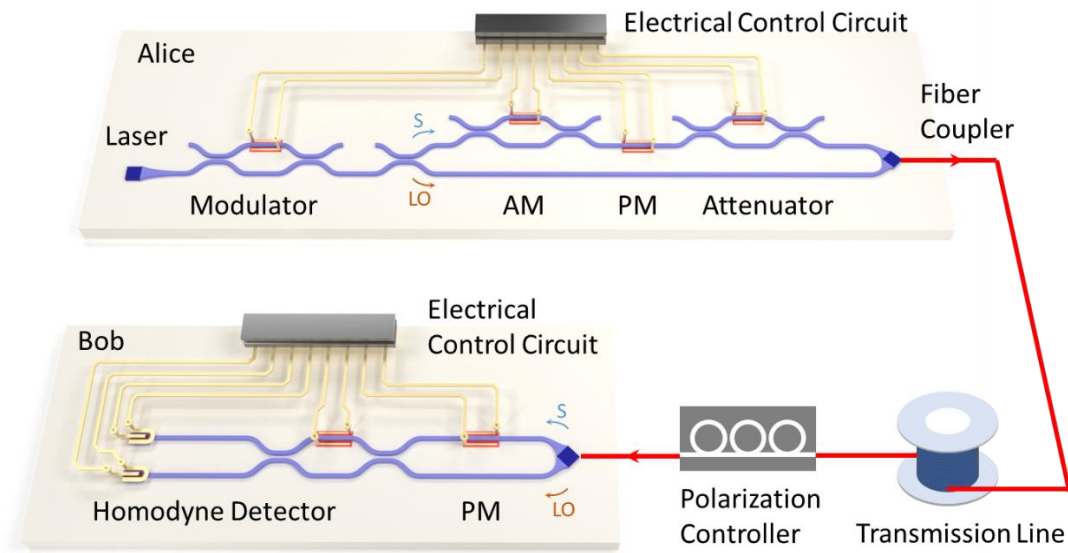 Electrical Control Circuit
Alice
Fiber
Coupler
Laser
S
LO
Modulator
AM
PM
Attenuator
Electrical
Control Circuit
Bob
S
LO
Homodyne Detector
PM
Polarization
Controller
Transmission Line